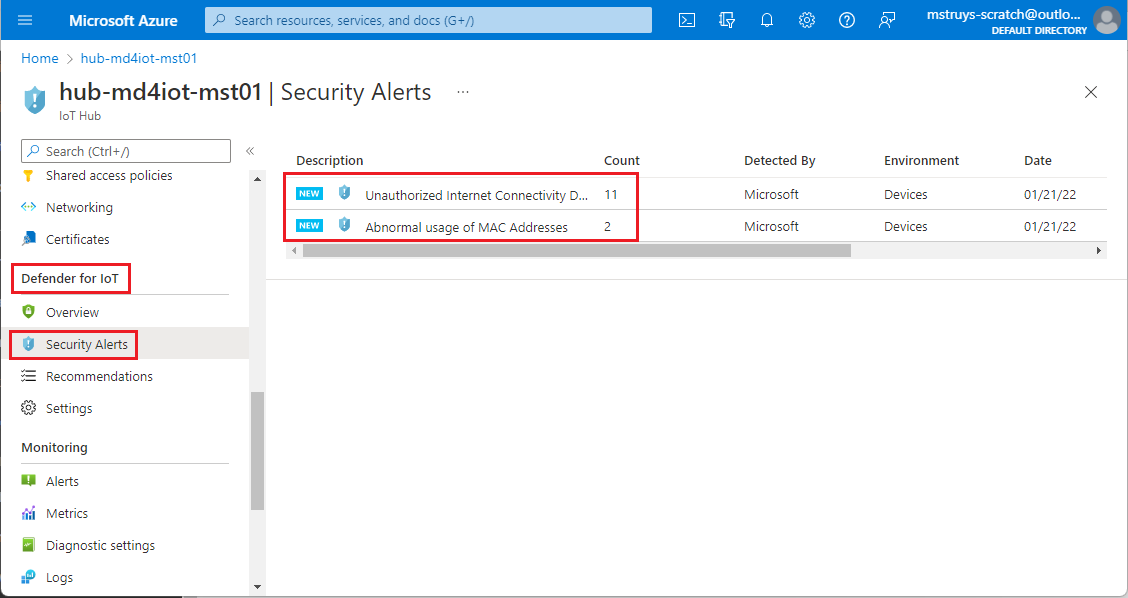 Microsoft Azure
Search resources, services, and docs (G+/)
mstruys-scratch@outlo...
DEFAULT DIRECTORY
Home > hub-md4iot-mst01
hub-md4iot-mst01 | Security Alerts ...
IoT Hub
Search (Ctrl+/) «
Shared access policies
Networking
Certificates
Defender for IoT
Overview
Security Alerts
Recommendations
Settings
Monitoring
Alerts
Metrics
Diagnostic settings
Logs
Description Count Detected By Environment Date
NEW Unauthorized Internet Connectivity D... 11 Microsoft Devices 01/21/22
NEW Abnormal usage of MAC Addresses 2 Microsoft Devices 01/21/22